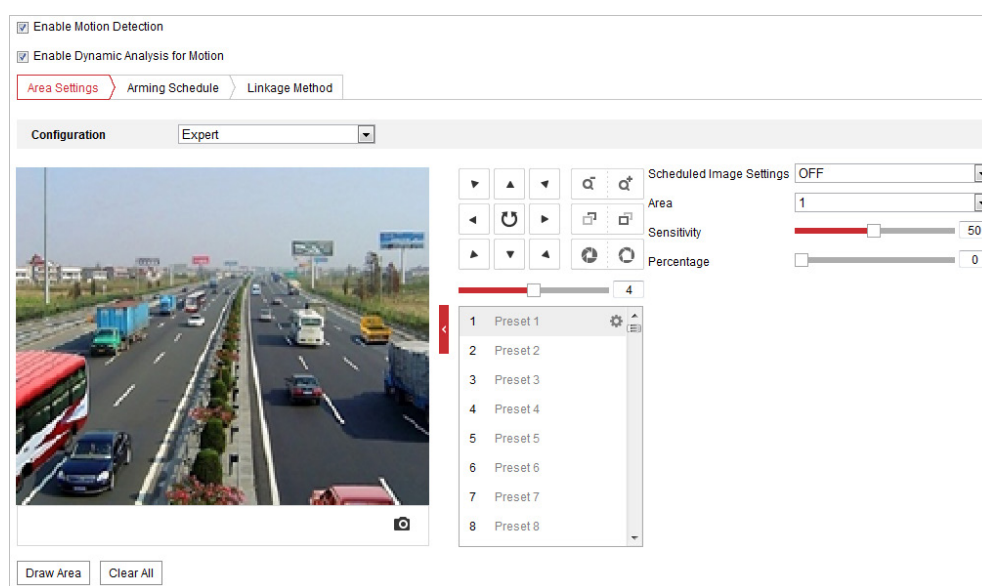 Enable Motion Detection
Enable Dynamic Analysis for Motion
Area Settings
Arming Schedule
Linkage Method
Configuration
Expert
Scheduled Image Settings OFF
Area 1
Sensitivity 50
Percentage 0
4
1 Preset 1
2 Preset 2
3 Preset 3
4 Preset 4
5 Preset 5
6 Preset 6
7 Preset 7
8 Preset 8
Draw Area
Clear All